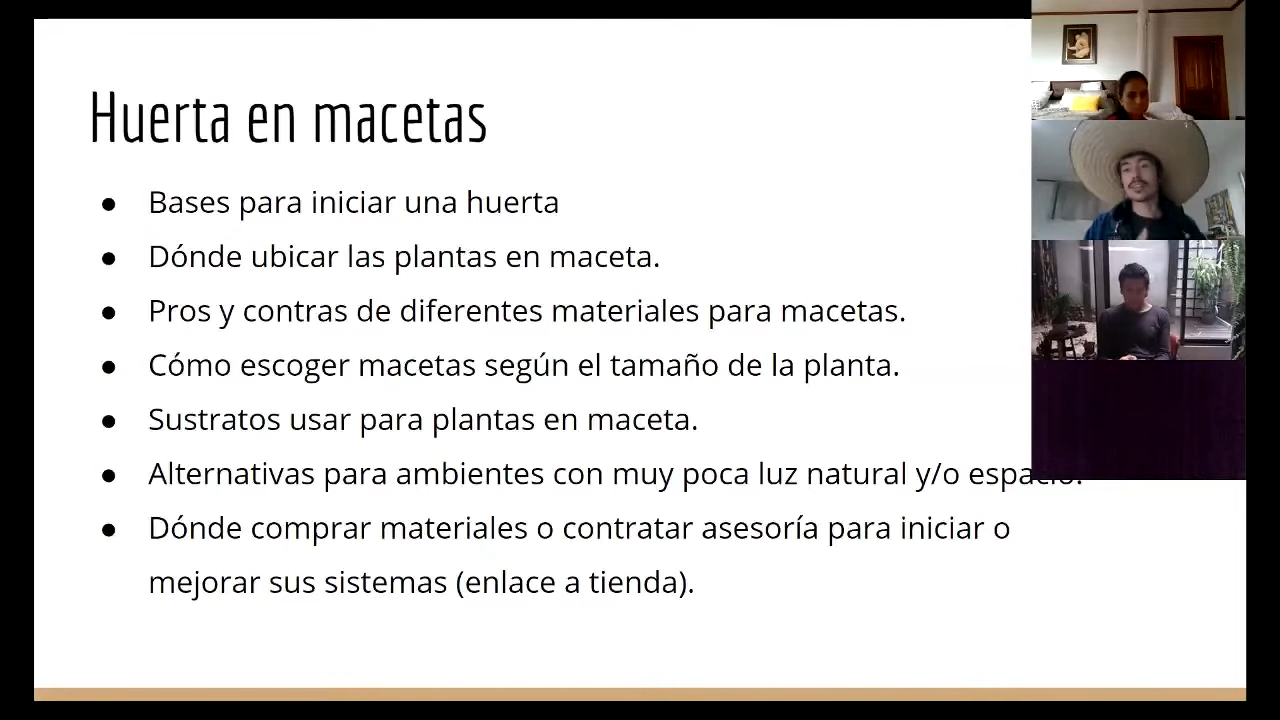 Huerta en macetas
● Bases para iniciar una huerta
● Dónde ubicar las plantas en maceta.
● Pros y contras de diferentes materiales para macetas.
● Cómo escoger macetas según el tamaño de la planta.
● Sustratos usar para plantas en maceta.
● Alternativas para ambientes con muy poca luz natural y/o espacio.
● Dónde comprar materiales o contratar asesoría para iniciar o
mejorar sus sistemas (enlace a tienda).